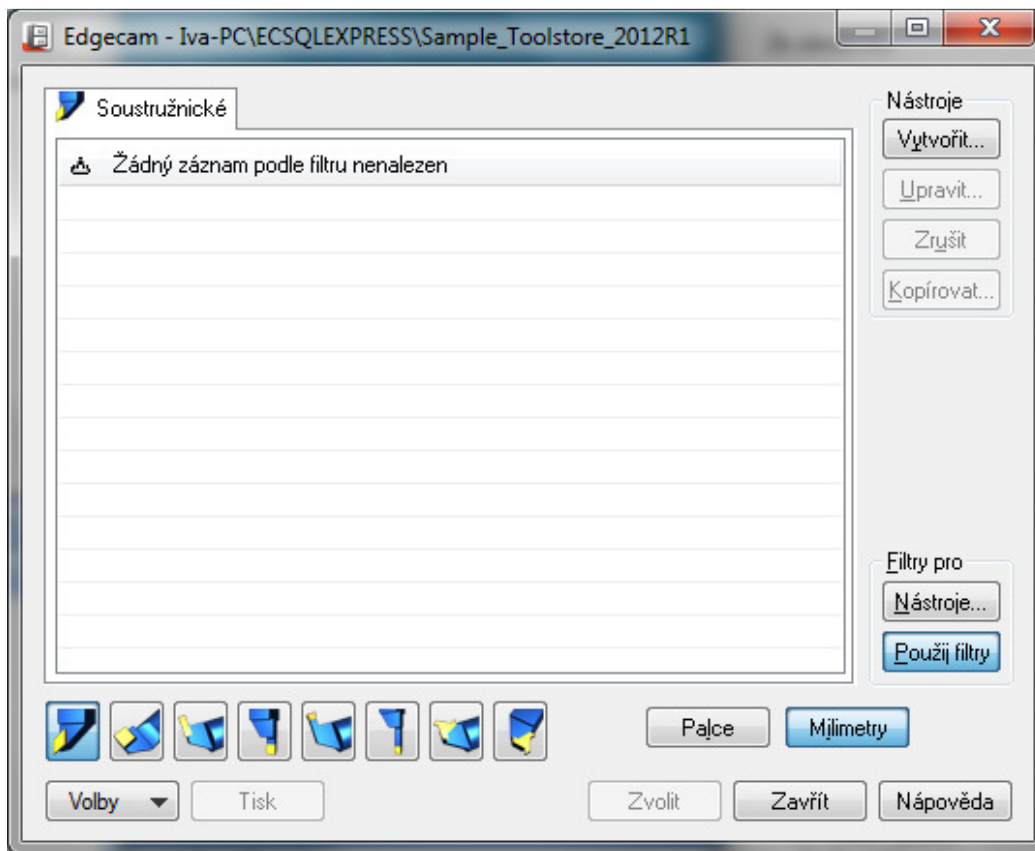 Edgecam - Iva-PC\ECSQLEXPRESS\Sample_Toolstore_2012R1
Soustružnické
Žádný záznam podle filtru nenalezen
Nástroje
Vytvořit...
Upravit...
Zrušit
Kopírovat...
Filtry pro
Nástroje...
Použij filtry
Palce
Milimetry
Volby
Tisk
Zvolit
Zavřít
Nápověda